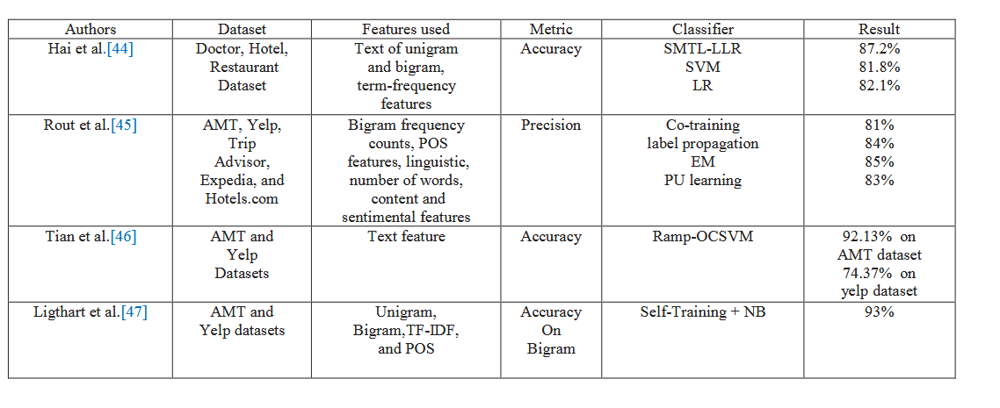 Authors Dataset Features used Metric Classifier Result
Hai et al.[44] Doctor, Hotel, Text of unigram Accuracy SMTL-LLR 87.2%
Restaurant and bigram, SVM 81.8%
Dataset term-frequency LR 82.1%
features
Rout et al.[45] AMT, Yelp, Bigram frequency Precision Co-training 81%
Trip counts, POS label propagation 84%
Advisor, features, linguistic, EM 85%
Expedia, and number of words, PU learning 83%
Hotels.com content and
sentimental features
Tian et al.[46] AMT and Text feature Accuracy Ramp-OCSVM 92.13% on
Yelp AMT dataset
Datasets 74.37% on
yelp dataset
Ligthart et al.[47] AMT and Unigram, Accuracy Self-Training + NB 93%
Yelp datasets Bigram,TF-IDF, On
and POS Bigram